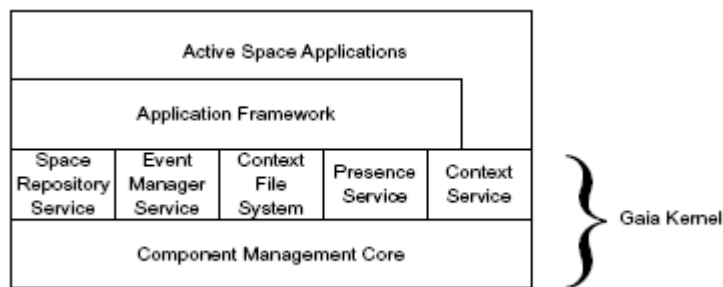 Active Space Applications
Application Framework
Space
Repository
Service
Event
Manager
Service
Context
File
System
Presence
Service
Context
Service
Gaia Kernel
Component Management Core